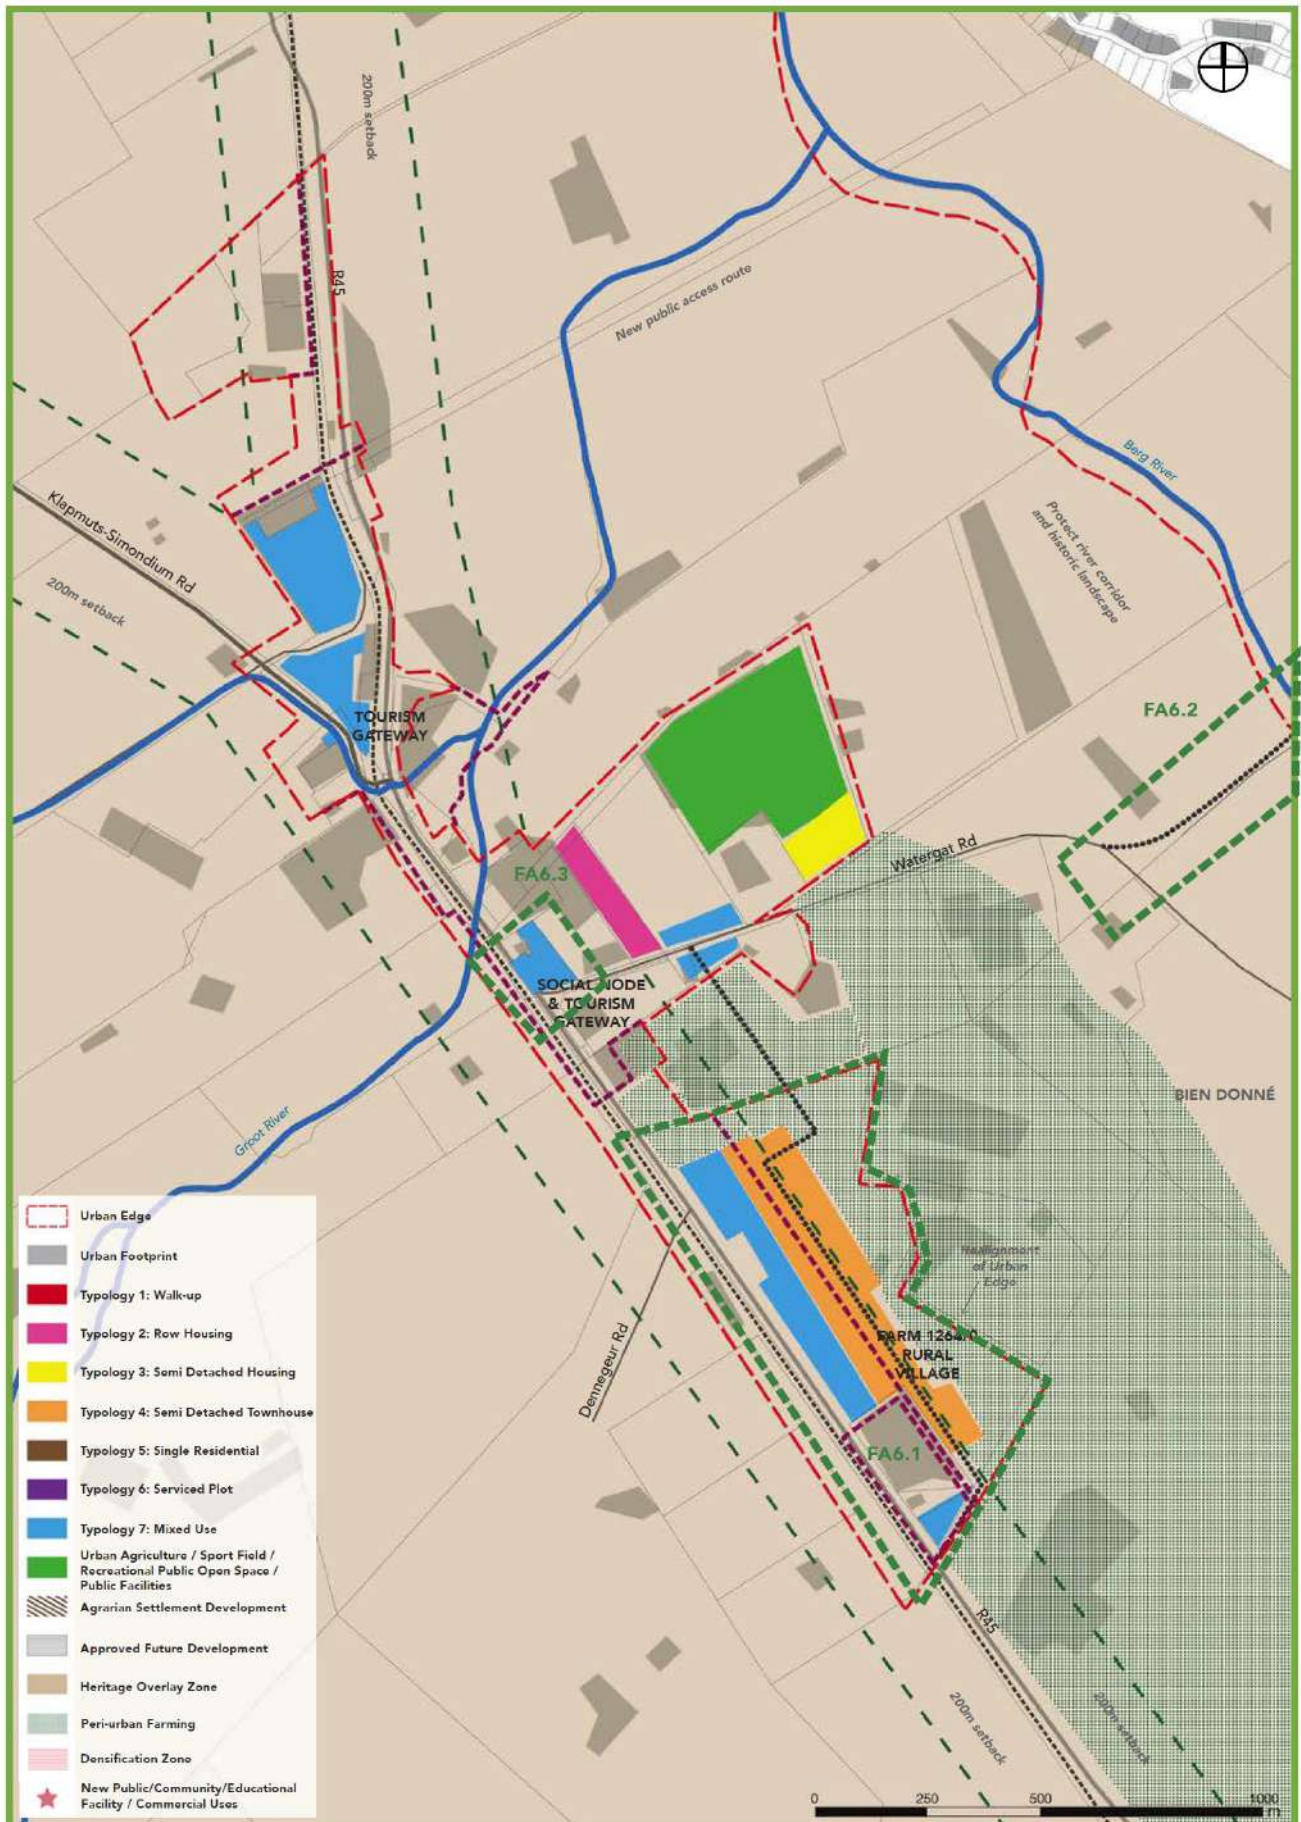 200m setback
R45
New public access route
Berg River
Klapmuts-Simondium Rd
200m setback
Protect river corridor
and historic landscape
FA6.2
TOURISM
GATEWAY
Watergat Rd
FA6.3
SOCIAL NODE
& TOURISM
GATEWAY
BIEN DONNÉ
Groot River
Realignment
of Urban
Edge
FARM 1264/0
RURAL
VILLAGE
Dennegeur Rd
FA6.1
R45
200m setback
200m setback
Urban Edge
Urban Footprint
Typology 1: Walk-up
Typology 2: Row Housing
Typology 3: Semi Detached Housing
Typology 4: Semi Detached Townhouse
Typology 5: Single Residential
Typology 6: Serviced Plot
Typology 7: Mixed Use
Urban Agriculture / Sport Field /
Recreational Public Open Space /
Public Facilities
Agrarian Settlement Development
Approved Future Development
Heritage Overlay Zone
Peri-urban Farming
Densification Zone
New Public/Community/Educational
Facility / Commercial Uses
0 250 500 1000
m